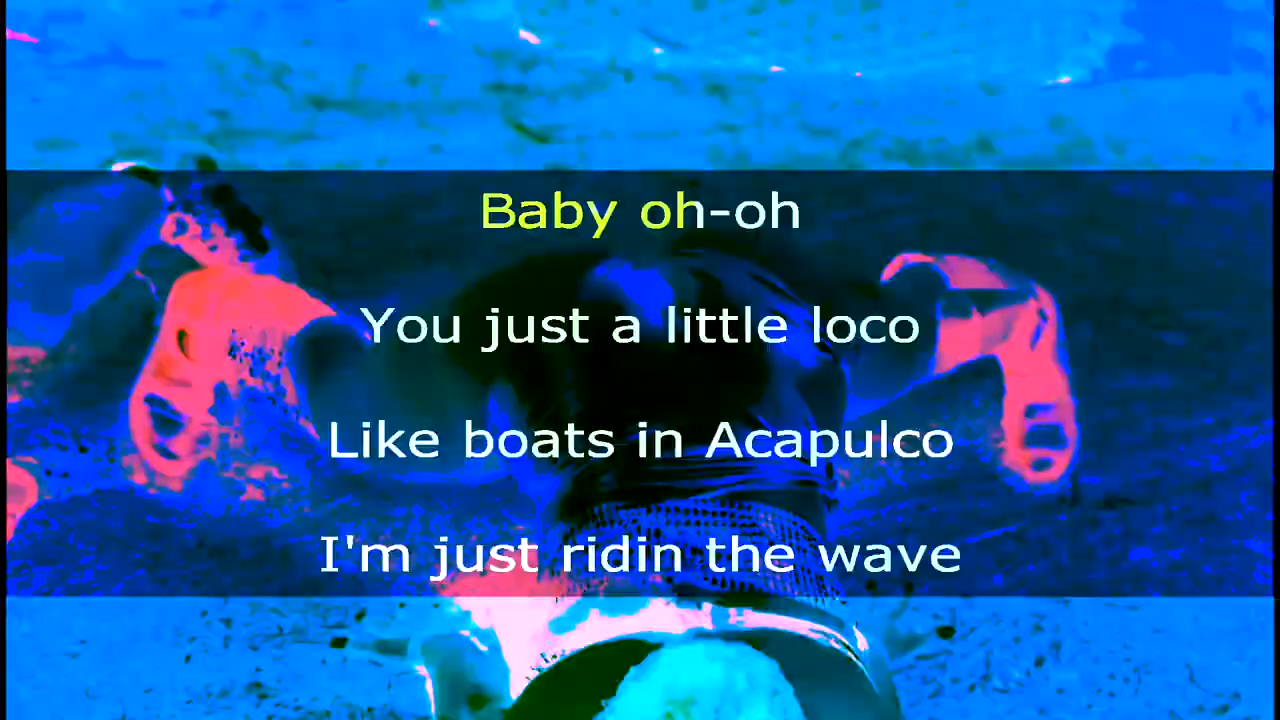 Baby oh-oh
You just a little loco
Like boats in Acapulco
I'm just ridin the wave